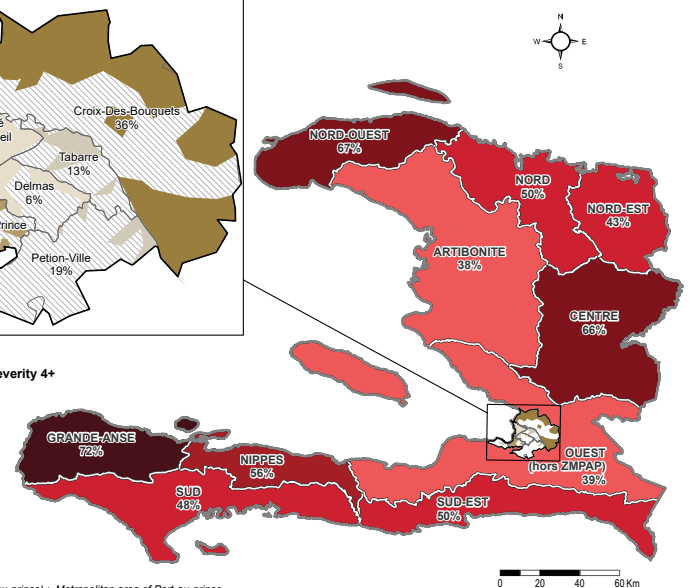 N
W E
S
Croix-Des-Bouquets
36%
Tabarre
13%
Delmas
6%
Petion-Ville
19%
NORD-OUEST
67%
NORD
50%
NORD-EST
43%
ARTIBONITE
38%
CENTRE
66%
everity 4+
GRANDE-ANSE
72%
NIPPES
56%
OUEST
(hors ZMPAP)
39%
SUD
48%
SUD-EST
50%
0 20 40 60 Km